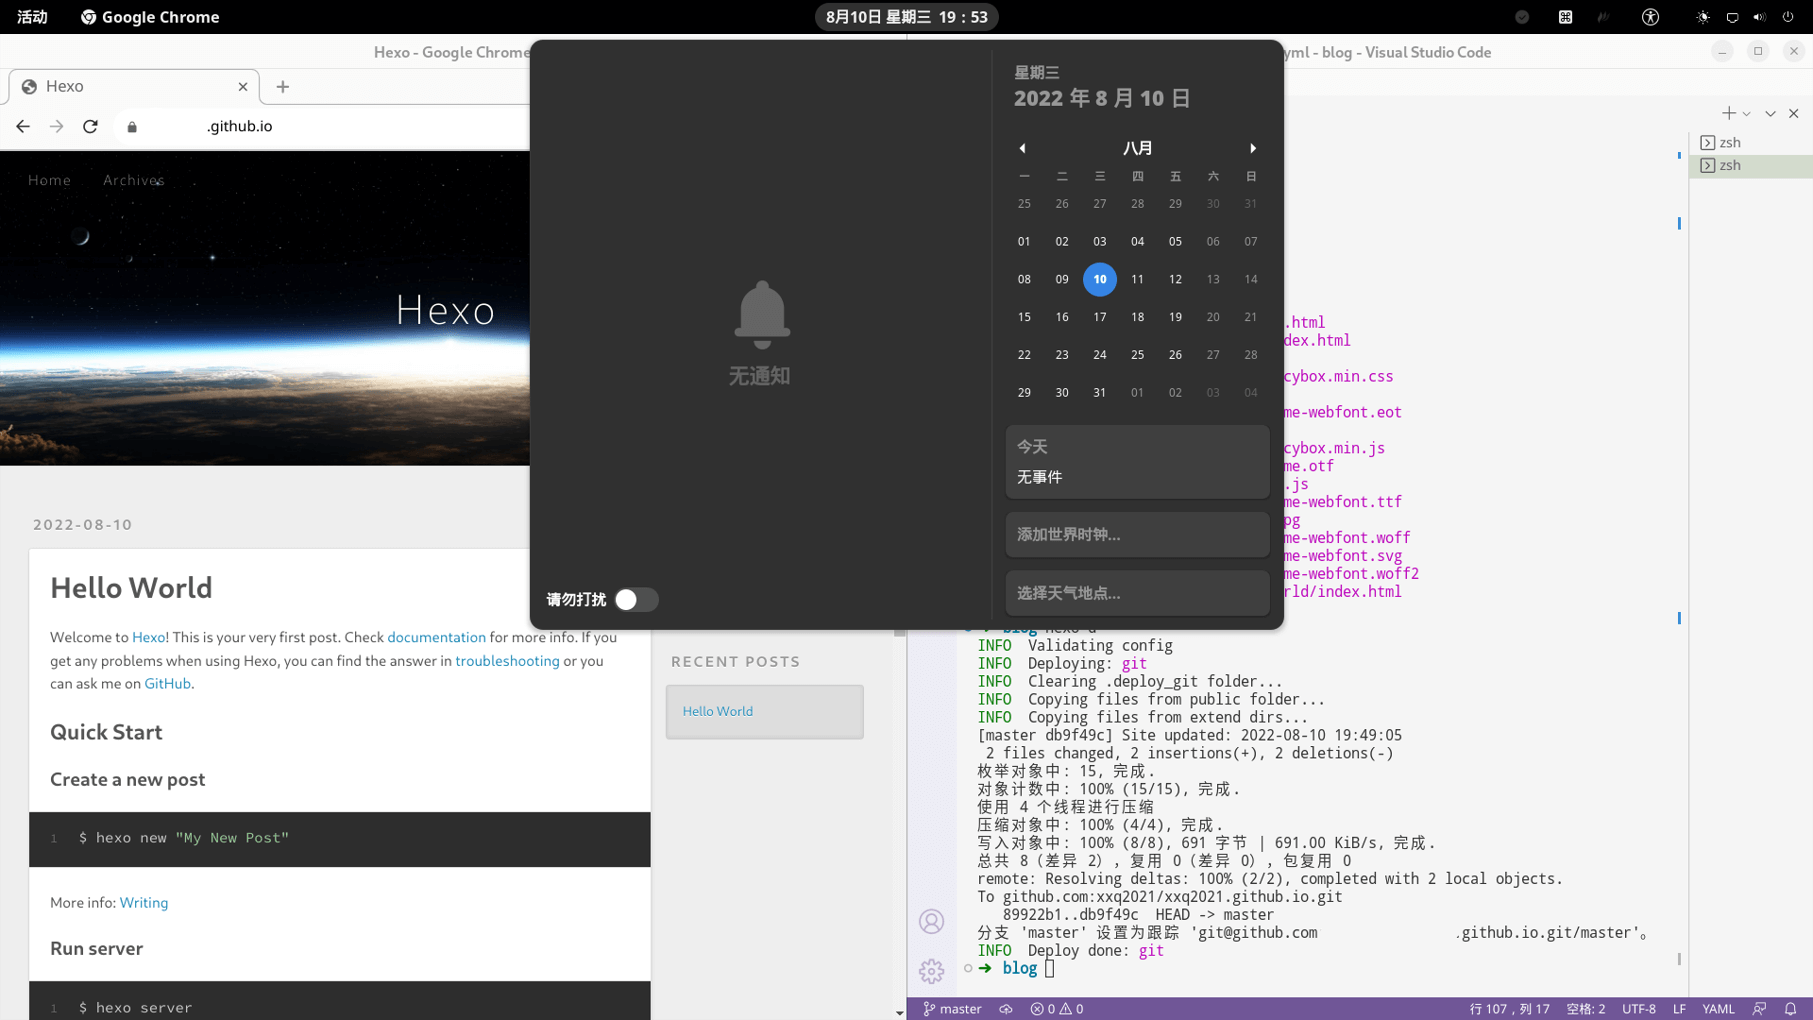 活动
Google Chrome
8月10日 星期三 19：53
Hexo - Google Chrome
yml - blog - Visual Studio Code
Hexo
.github.io
Home
Archives
Hexo
2022-08-10
Hello World
Welcome to Hexo! This is your very first post. Check documentation for more info. If you
get any problems when using Hexo, you can find the answer in troubleshooting or you
can ask me on GitHub.
Quick Start
Create a new post
1 $ hexo new "My New Post"
More info: Writing
Run server
1 $ hexo server
RECENT POSTS
Hello World
无通知
请勿打扰
星期三
2022 年 8 月 10 日
八月
一 二 三 四 五 六 日
25 26 27 28 29 30 31
01 02 03 04 05 06 07
08 09 10 11 12 13 14
15 16 17 18 19 20 21
22 23 24 25 26 27 28
29 30 31 01 02 03 04
今天
无事件
添加世界时钟…
选择天气地点…
zsh
zsh
.html
dex.html
cybox.min.css
me-webfont.eot
cybox.min.js
me.otf
.js
me-webfont.ttf
pg
me-webfont.woff
me-webfont.svg
me-webfont.woff2
rld/index.html
blog hexo d
INFO  Validating config
INFO  Deploying: git
INFO  Clearing .deploy_git folder...
INFO  Copying files from public folder...
INFO  Copying files from extend dirs...
[master db9f49c] Site updated: 2022-08-10 19:49:05
 2 files changed, 2 insertions(+), 2 deletions(-)
枚举对象中: 15, 完成.
对象计数中: 100% (15/15), 完成.
使用 4 个线程进行压缩
压缩对象中: 100% (4/4), 完成.
写入对象中: 100% (8/8), 691 字节 | 691.00 KiB/s, 完成.
总共 8（差异 2），复用 0（差异 0），包复用 0
remote: Resolving deltas: 100% (2/2), completed with 2 local objects.
To github.com:xxq2021/xxq2021.github.io.git
   89922b1..db9f49c  HEAD -> master
分支 'master' 设置为跟踪 'git@github.com .github.io.git/master'。
INFO  Deploy done: git
➜ blog
master
0 0
行 107，列 17
空格: 2
UTF-8
LF
YAML